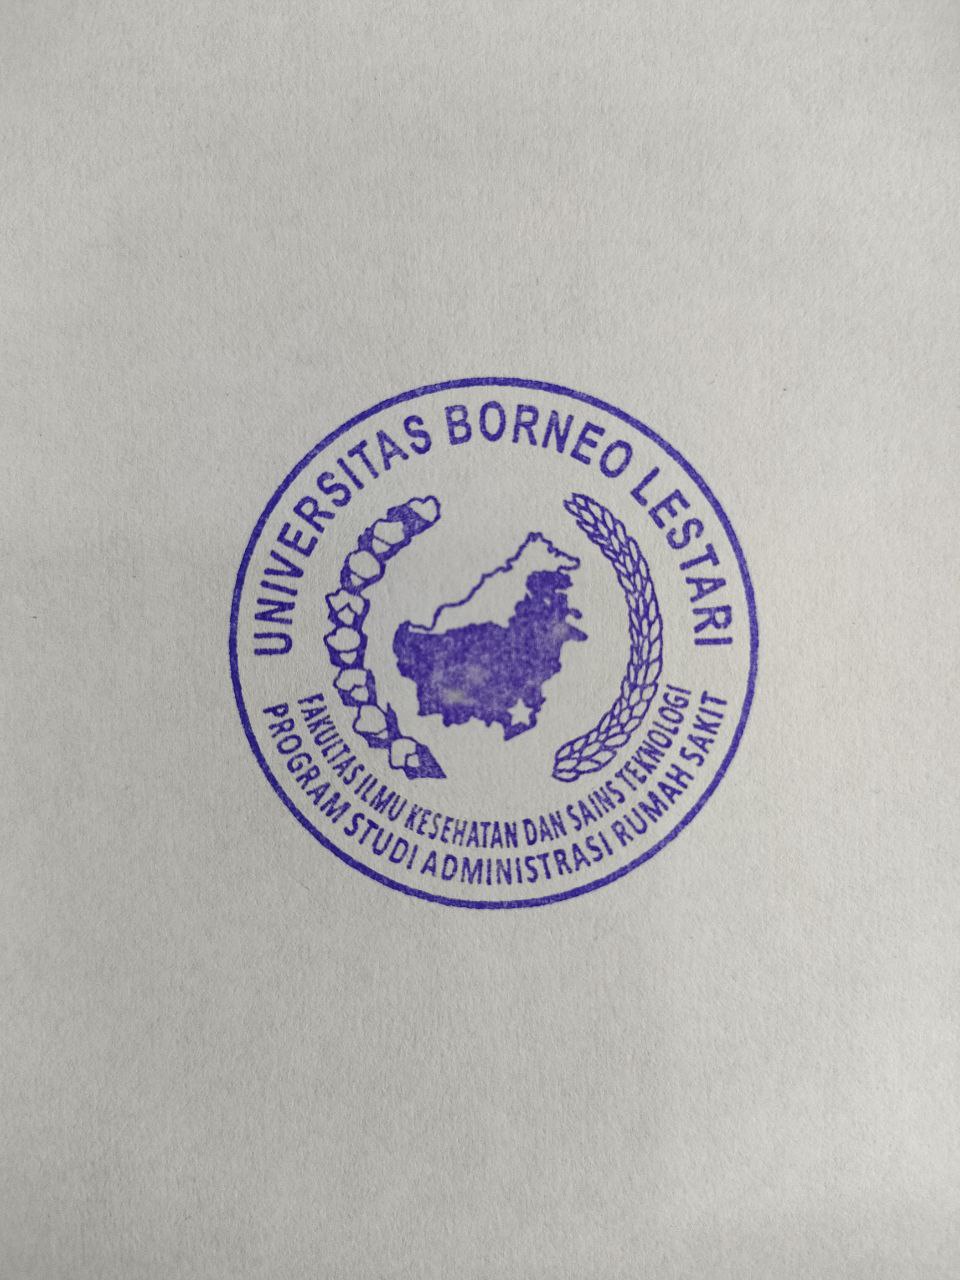 UNIVERSITAS BORNEO LESTARI
FAKULTAS ILMU KESEHATAN DAN SAINS TEKNOLOGI
PROGRAM STUDI ADMINISTRASI RUMAH SAKIT